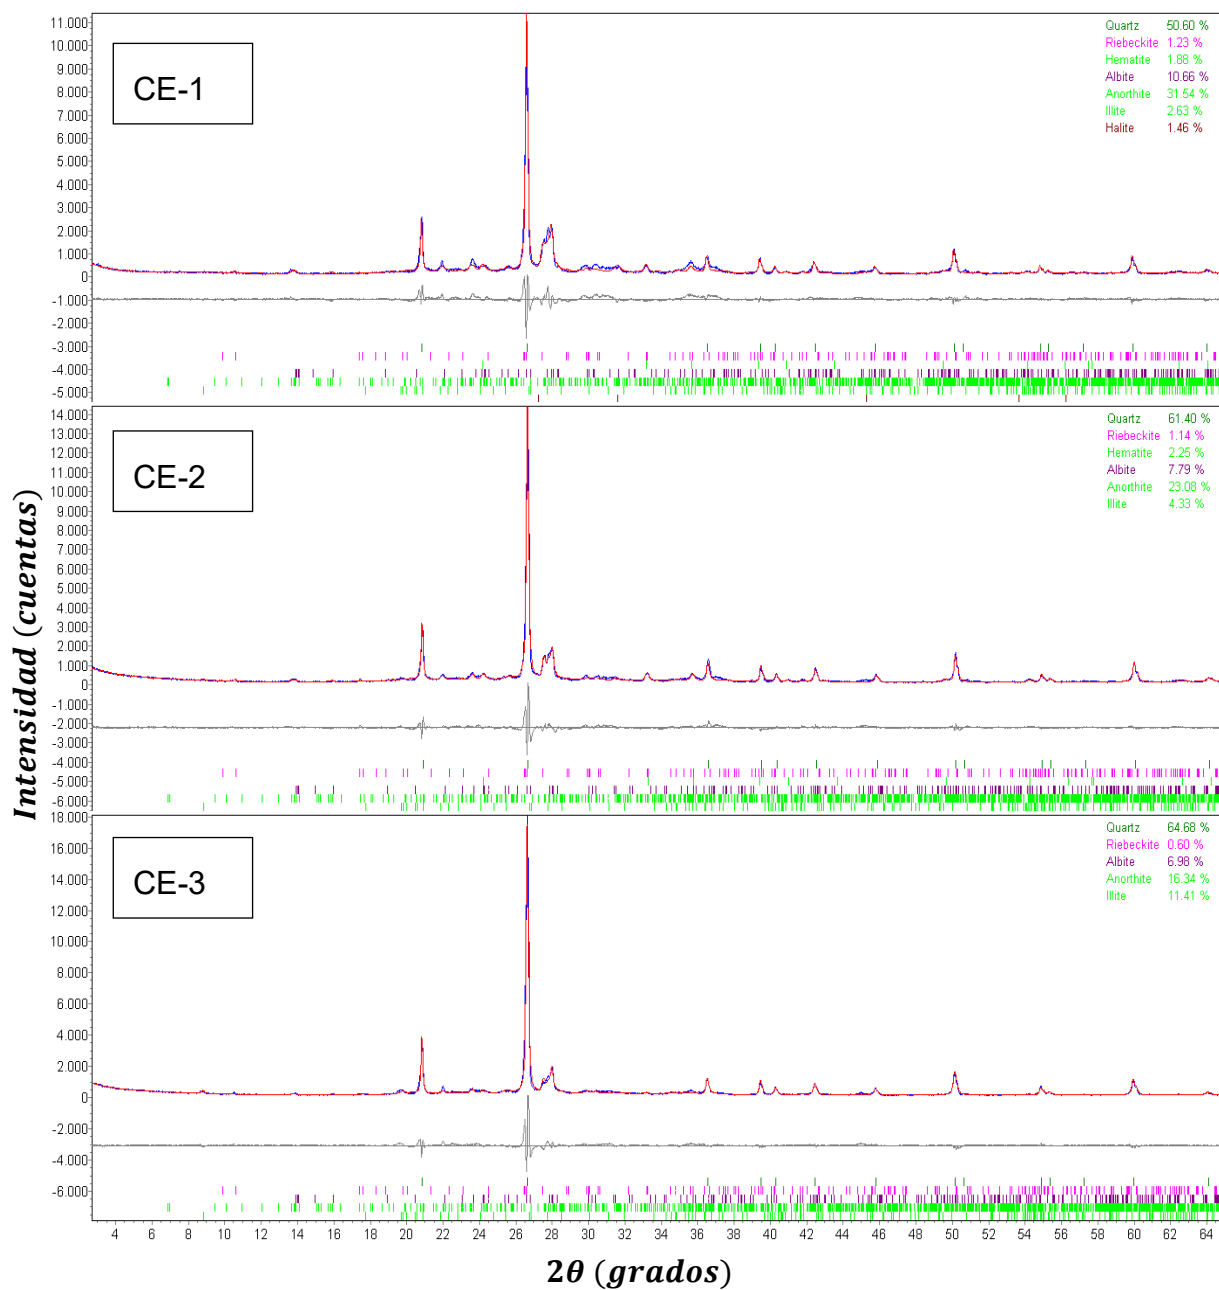 11.000
10.000
9.000
8.000
7.000
6.000
5.000
4.000
3.000
2.000
1.000
0
-1.000
-2.000
-3.000
-4.000
-5.000
CE-1
Quartz 50.60 %
Riebeckite 1.23 %
Hematite 1.88 %
Albite 10.66 %
Anorthite 31.54 %
Illite 2.63 %
Halite 1.46 %
14.000
13.000
12.000
11.000
10.000
9.000
8.000
7.000
6.000
5.000
4.000
3.000
2.000
1.000
0
-1.000
-2.000
-3.000
-4.000
-5.000
-6.000
CE-2
Quartz 61.40 %
Riebeckite 1.14 %
Hematite 2.25 %
Albite 7.79 %
Anorthite 23.08 %
Illite 4.33 %
Intensidad (cuentas)
18.000
16.000
14.000
12.000
10.000
8.000
6.000
4.000
2.000
0
-2.000
-4.000
-6.000
CE-3
Quartz 64.68 %
Riebeckite 0.60 %
Albite 6.98 %
Anorthite 16.34 %
Illite 11.41 %
4 6 8 10 12 14 16 18 20 22 24 26 28 30 32 34 36 38 40 42 44 46 48 50 52 54 56 58 60 62 64
2θ (grados)